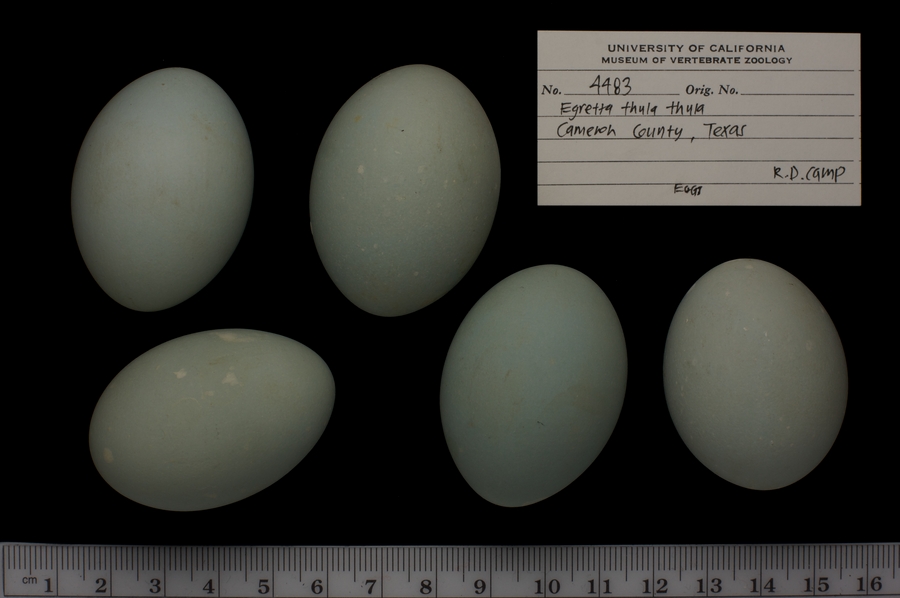 UNIVERSITY OF CALIFORNIA
MUSEUM OF VERTEBRATE ZOOLOGY
No. 4483 Orig. No.
Egretta thula thula
Cameron County, Texas
R.D. Camp
cm 1 2 3 4 5 6 7 8 9 10 11 12 13 14 15 16